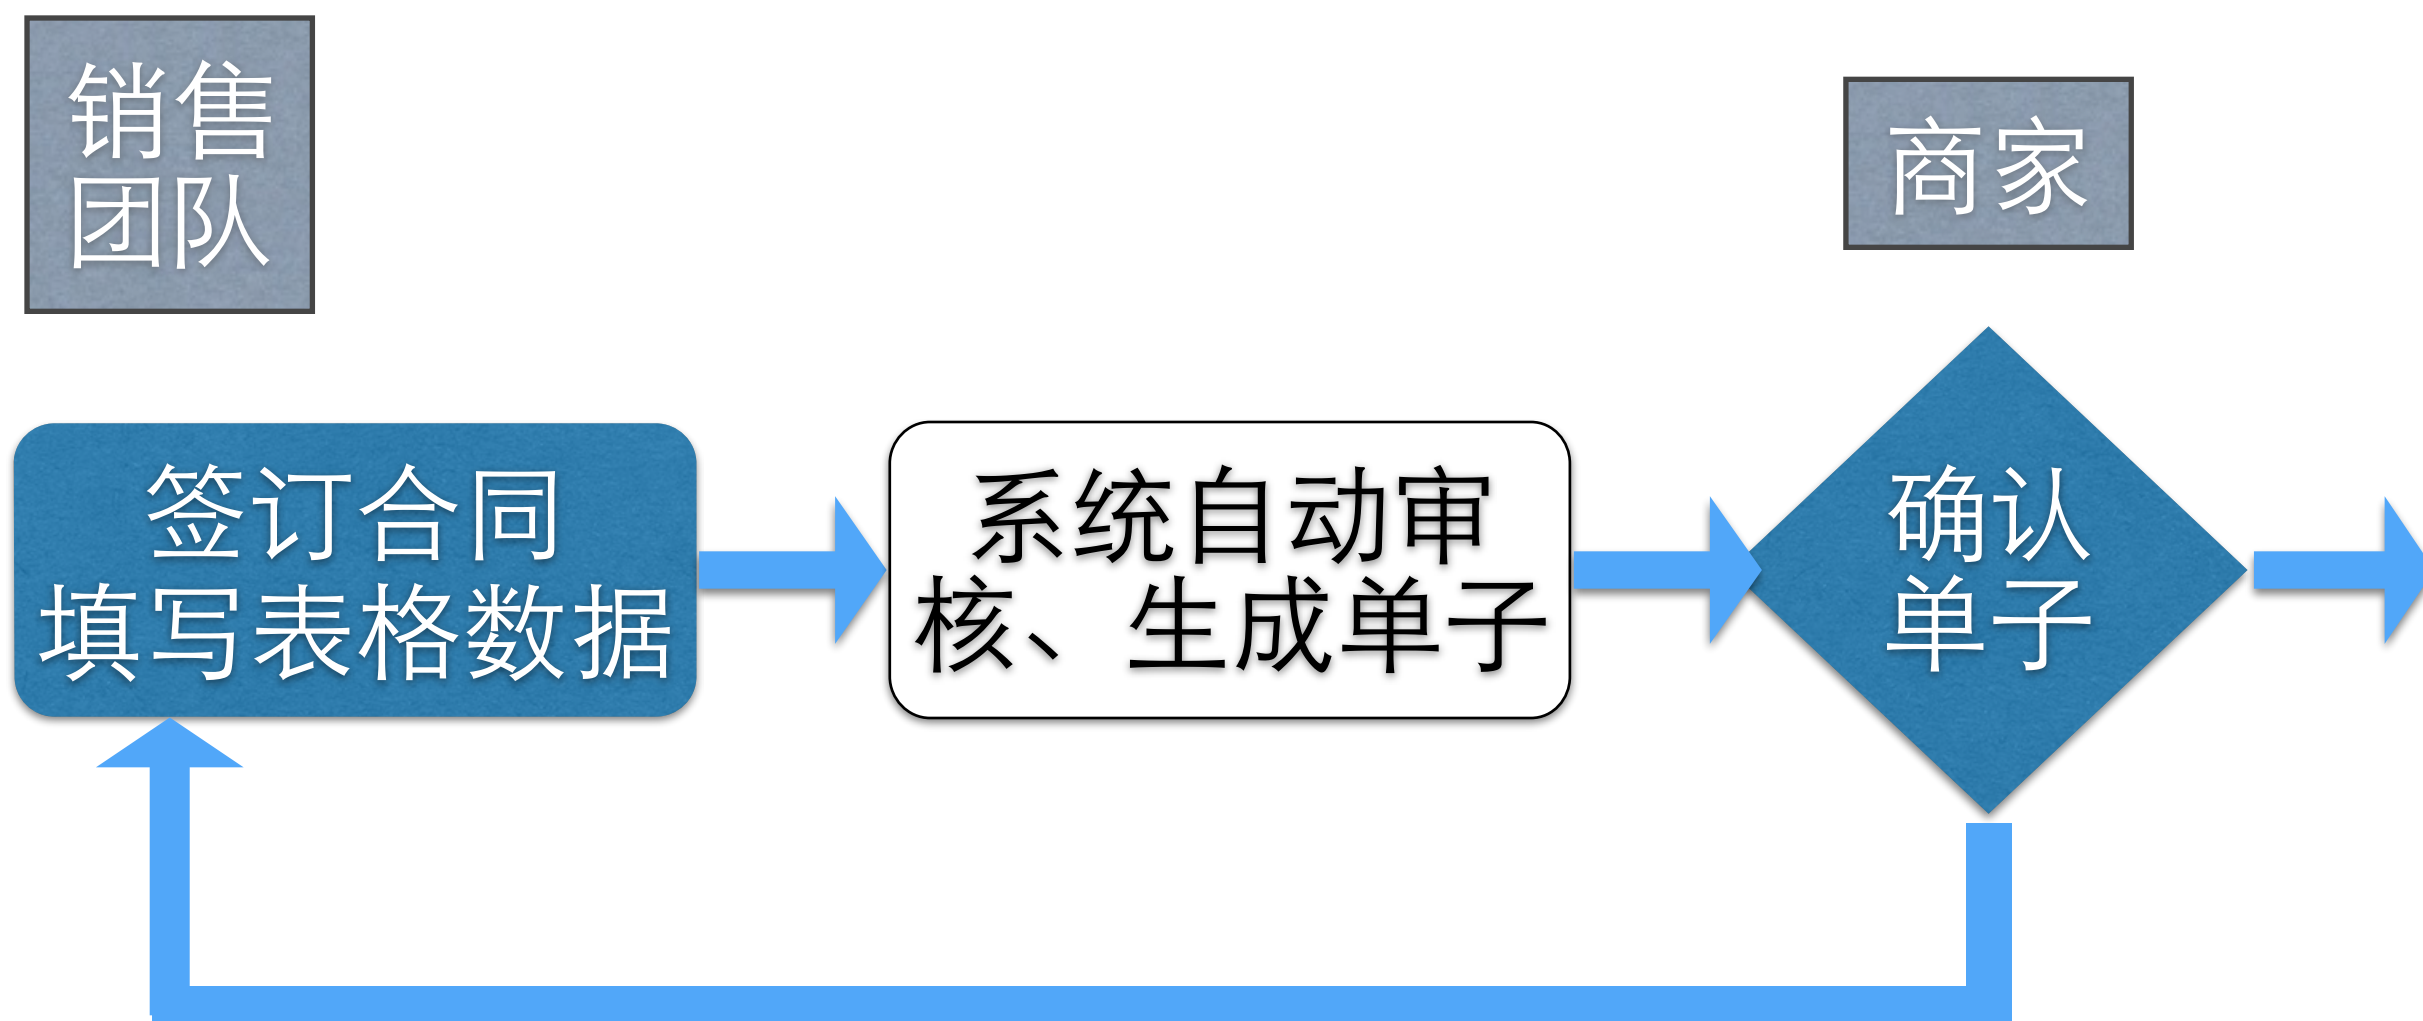 销售
团队
商家
签订合同
填写表格数据
系统自动审
核、生成单子
确认
单子